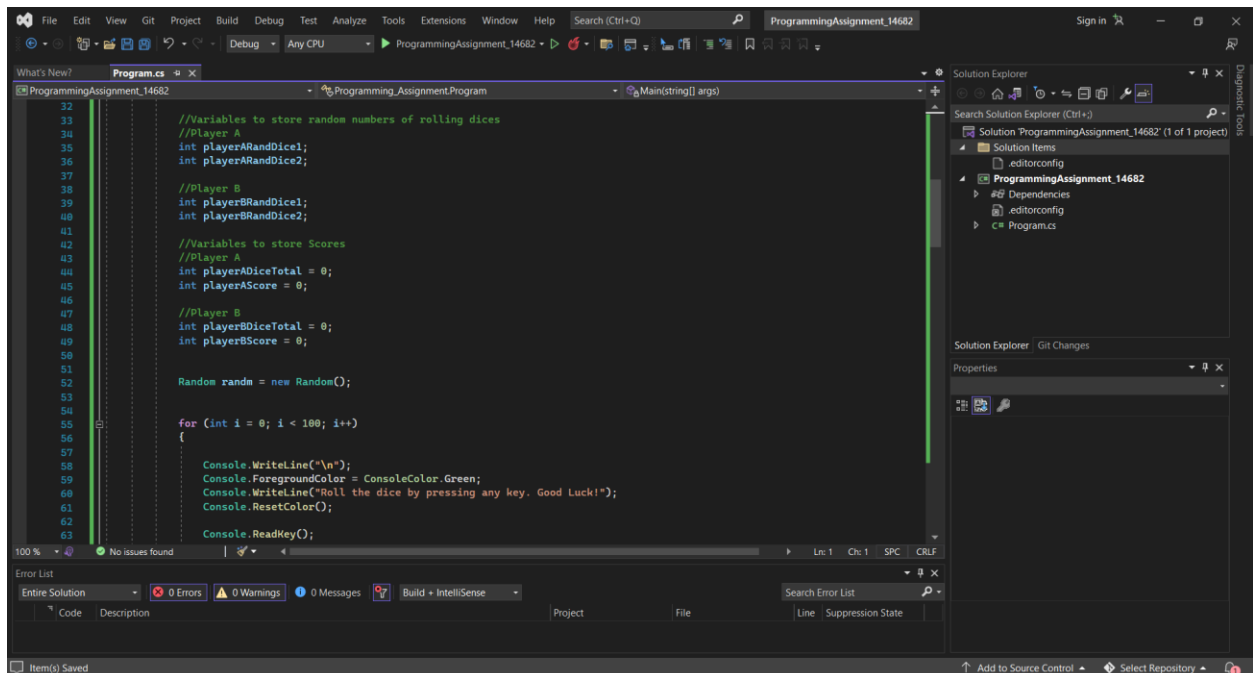 File Edit View Git Project Build Debug Test Analyze Tools Extensions Window Help Search (Ctrl+Q) ProgrammingAssignment_14682 Sign in
Debug Any CPU ProgrammingAssignment_14682
What's New? Program.cs
ProgrammingAssignment_14682 Programming_Assignment.Program Main(string[] args)
32
33 //Variables to store random numbers of rolling dices
34 //Player A
35 int playerARandDice1;
36 int playerARandDice2;
37
38 //Player B
39 int playerBRandDice1;
40 int playerBRandDice2;
41
42 //Variables to store Scores
43 //Player A
44 int playerADiceTotal = 0;
45 int playerAScore = 0;
46
47 //Player B
48 int playerBDiceTotal = 0;
49 int playerBScore = 0;
50
51
52 Random randm = new Random();
53
54
55 for (int i = 0; i < 100; i++)
56 {
57
58 Console.WriteLine("\n");
59 Console.ForegroundColor = ConsoleColor.Green;
60 Console.WriteLine("Roll the dice by pressing any key. Good Luck!");
61 Console.ResetColor();
62
63 Console.ReadKey();
100 % No issues found Ln: 1 Ch: 1 SPC CRLF
Error List
Entire Solution 0 Errors 0 Warnings 0 Messages Build + IntelliSense Search Error List
Code Description Project File Line Suppression State
Solution Explorer
Search Solution Explorer (Ctrl+;)
Solution 'ProgrammingAssignment_14682' (1 of 1 project)
Solution Items
.editorconfig
ProgrammingAssignment_14682
Dependencies
.editorconfig
C# Program.cs
Solution Explorer Git Changes
Properties
Diagnostic Tools
Item(s) Saved Add to Source Control Select Repository 1